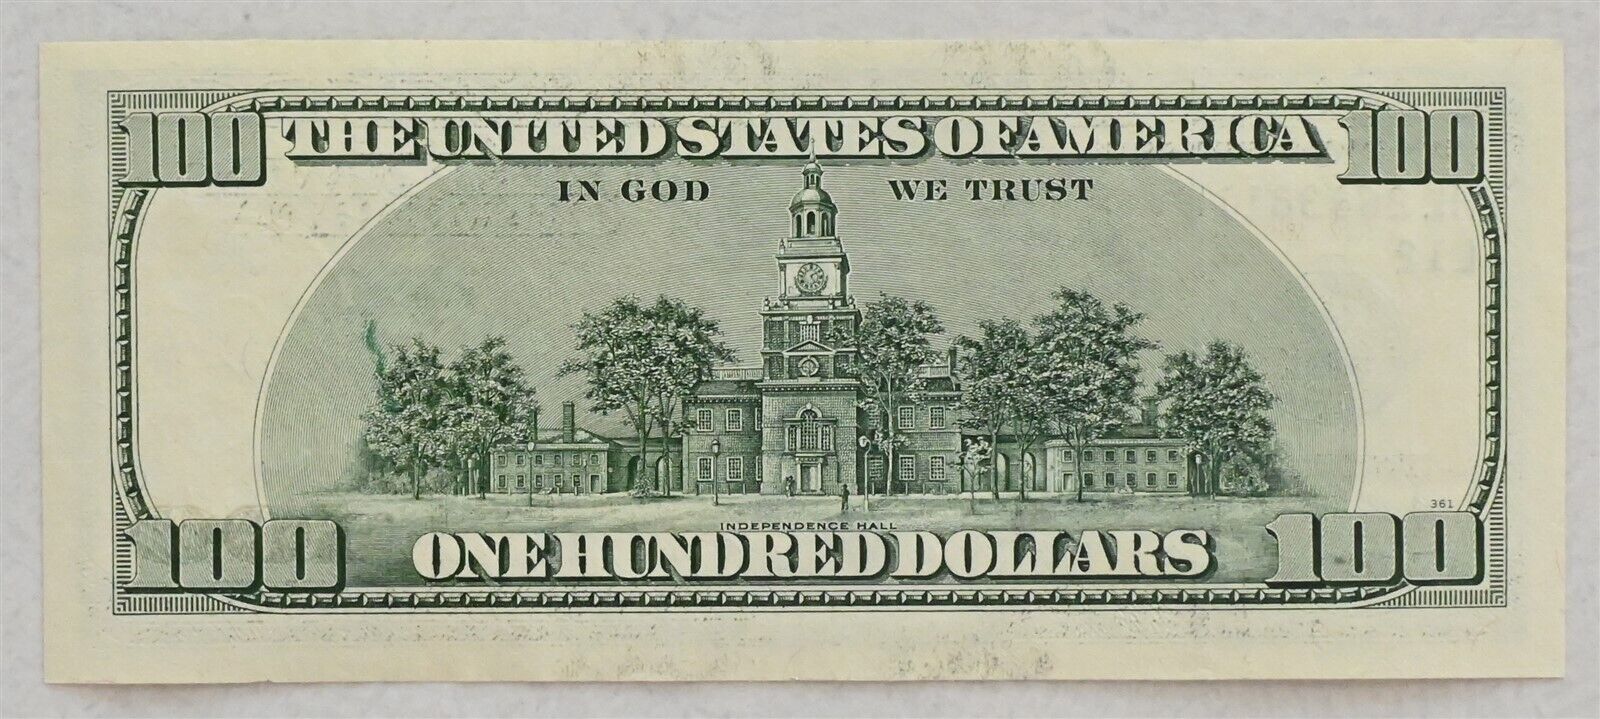 100 THE UNITED STATES OF AMERICA 100
IN GOD WE TRUST
361
INDEPENDENCE HALL
100 ONE HUNDRED DOLLARS 100